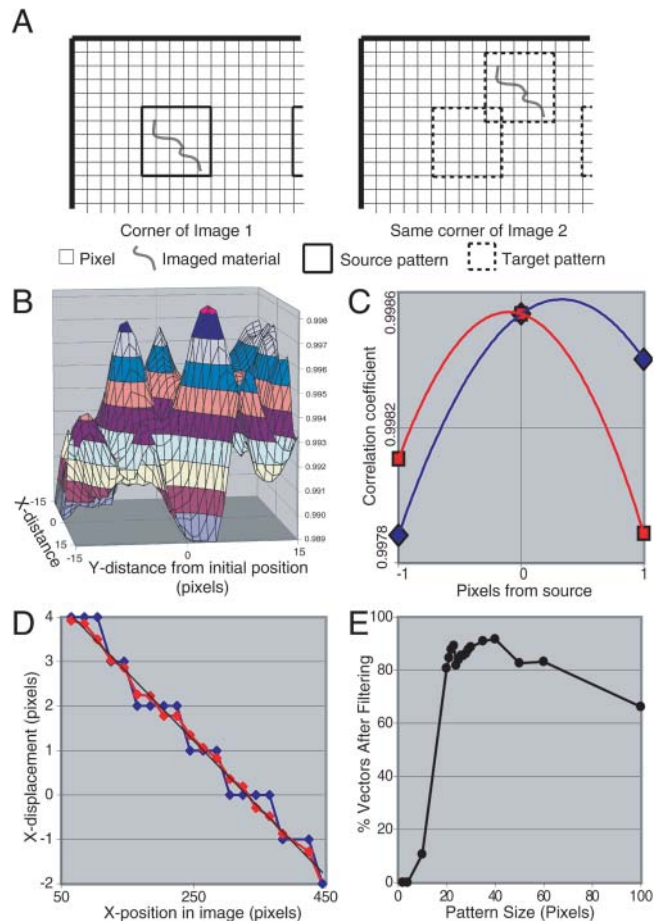 A
Corner of Image 1
Same corner of Image 2
Pixel
Imaged material
Source pattern
Target pattern
B
0.998
0.997
0.996
0.995
0.994
0.993
0.992
0.991
0.990
0.989
X-distance
-15
0
15
-15
0
15
Y-distance from initial position
(pixels)
C
Correlation coefficient
0.9986
0.9982
0.9978
-1
0
1
Pixels from source
D
X-displacement (pixels)
4
3
2
1
0
-1
-2
50
250
450
X-position in image (pixels)
E
% Vectors After Filtering
100
80
60
40
20
0
0
20
40
60
80
100
Pattern Size (Pixels)